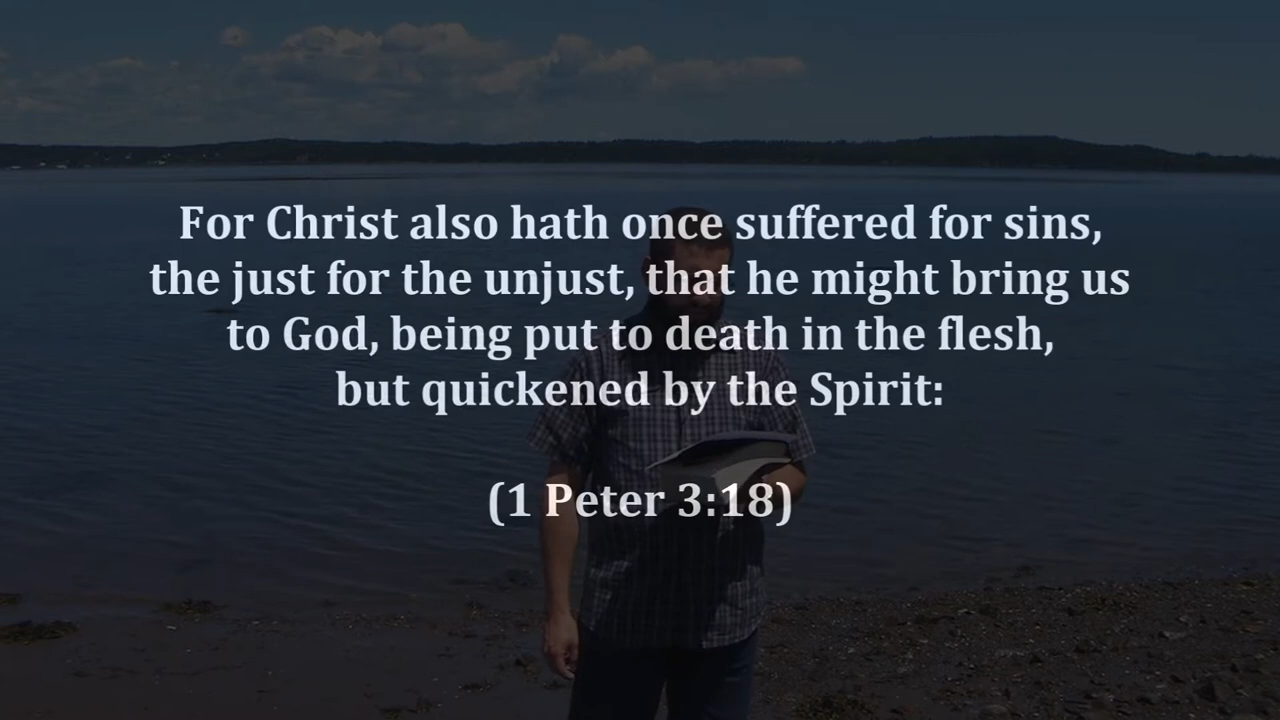 For Christ also hath once suffered for sins,
the just for the unjust, that he might bring us
to God, being put to death in the flesh,
but quickened by the Spirit:
(1 Peter 3:18)